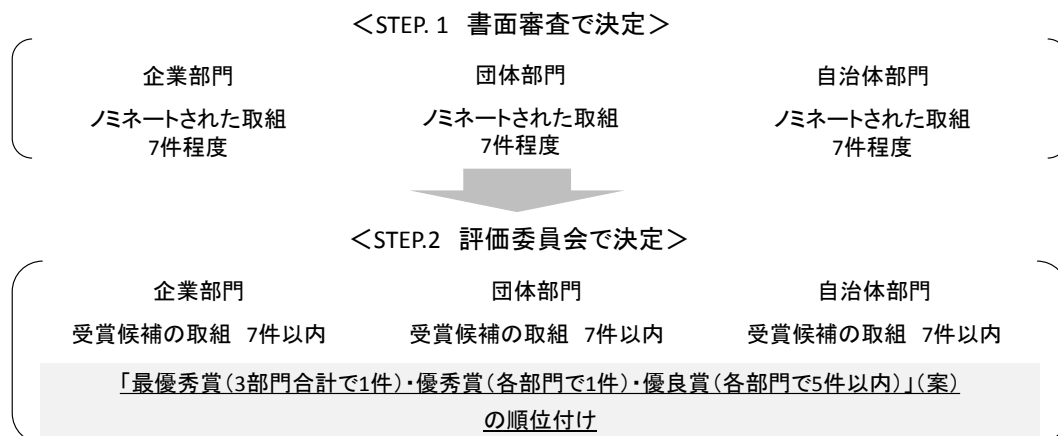 ＜STEP. 1 書面審査で決定＞
企業部門 団体部門 自治体部門
ノミネートされた取組 ノミネートされた取組 ノミネートされた取組
7件程度 7件程度 7件程度
＜STEP.2 評価委員会で決定＞
企業部門 団体部門 自治体部門
受賞候補の取組 7件以内 受賞候補の取組 7件以内 受賞候補の取組 7件以内
「最優秀賞（3部門合計で1件）・優秀賞（各部門で1件）・優良賞（各部門で5件以内）」（案）
の順位付け